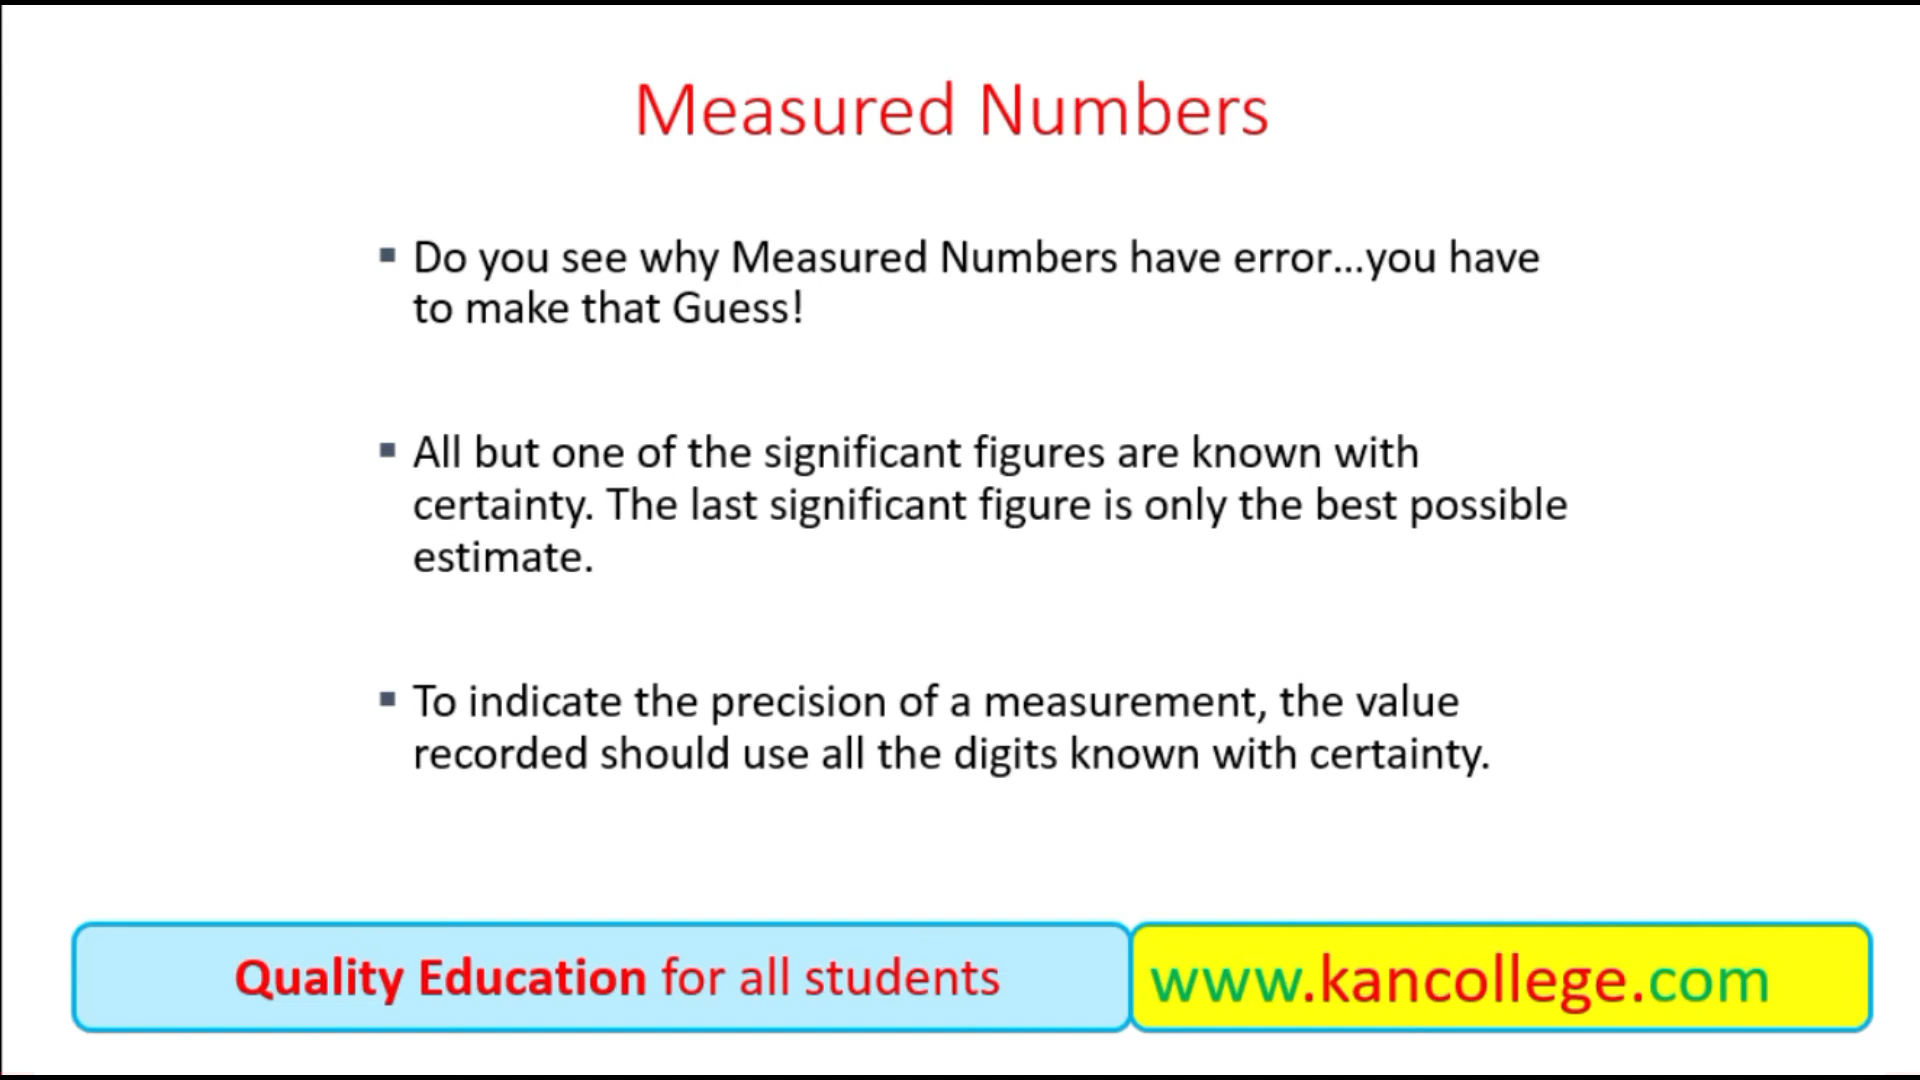 Measured Numbers
▪ Do you see why Measured Numbers have error...you have
to make that Guess!
▪ All but one of the significant figures are known with
certainty. The last significant figure is only the best possible
estimate.
▪ To indicate the precision of a measurement, the value
recorded should use all the digits known with certainty.
Quality Education for all students
www.kancollege.com